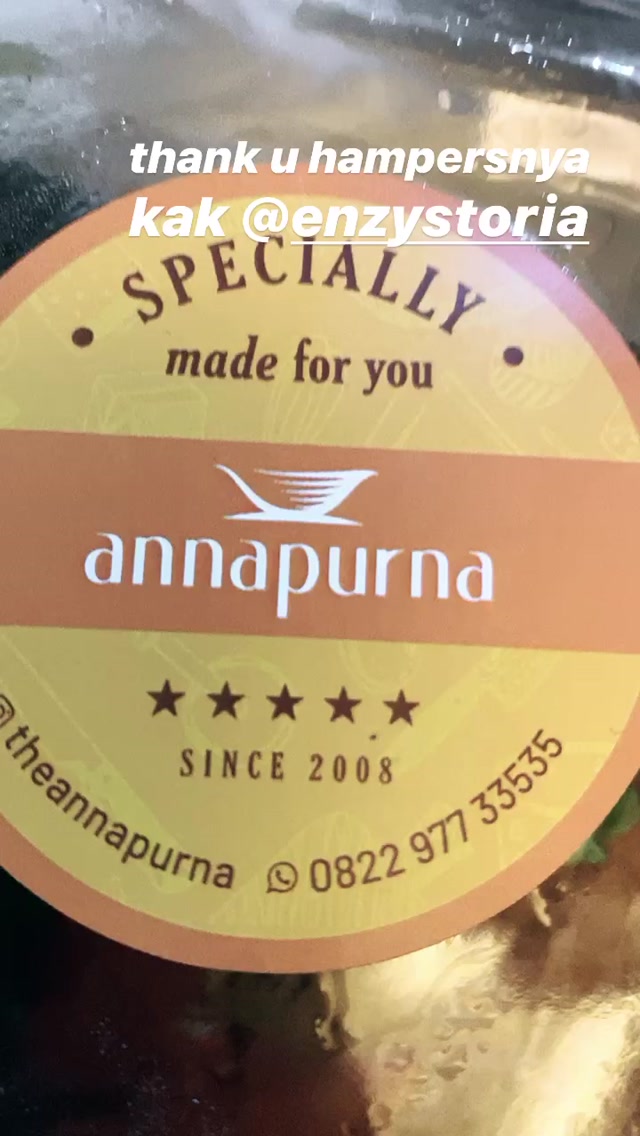 thank u hampersnya
kak @enzystoria
SPECIALLY
made for you
annapurna
SINCE 2008
@theannapurna
0822 977 33535